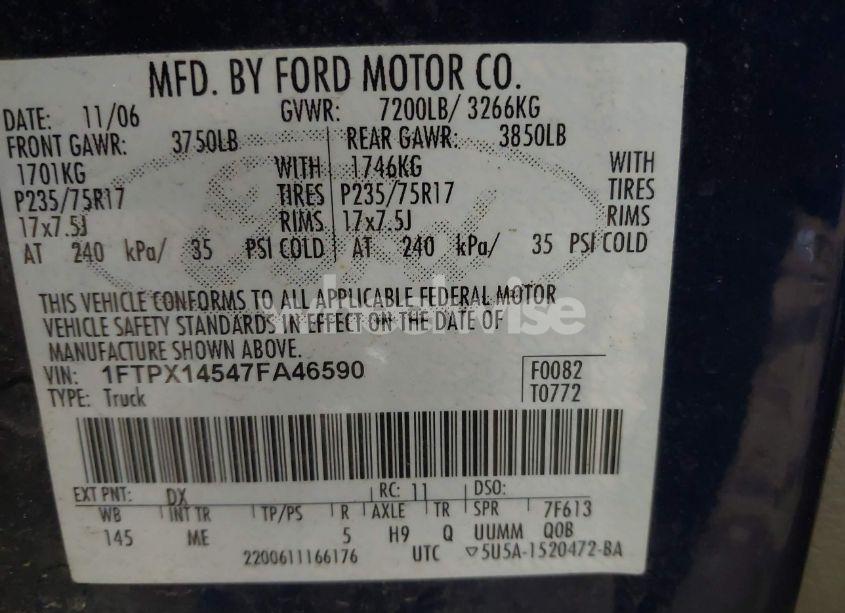 MFD. BY FORD MOTOR CO.
DATE: 11/06 GVWR: 7200LB/ 3266KG
FRONT GAWR: 3750LB REAR GAWR: 3850LB
1701KG WITH 1746KG WITH
P235/75R17 TIRES P235/75R17 TIRES
17x7.5J RIMS 17x7.5J RIMS
AT 240 kPa/ 35 PSI COLD AT 240 kPa/ 35 PSI COLD
THIS VEHICLE CONFORMS TO ALL APPLICABLE FEDERAL MOTOR
VEHICLE SAFETY STANDARDS IN EFFECT ON THE DATE OF
MANUFACTURE SHOWN ABOVE.
VIN: 1FTPX14547FA46590 F0082
TYPE: Truck T0772
EXT PNT: DX RC: 11 DSO:
WB INT TR TP/PS R AXLE TR SPR 7F613
145 ME 5 H9 Q UUMM QOB
2200611166176 UTC ▽5U5A-1520472-BA